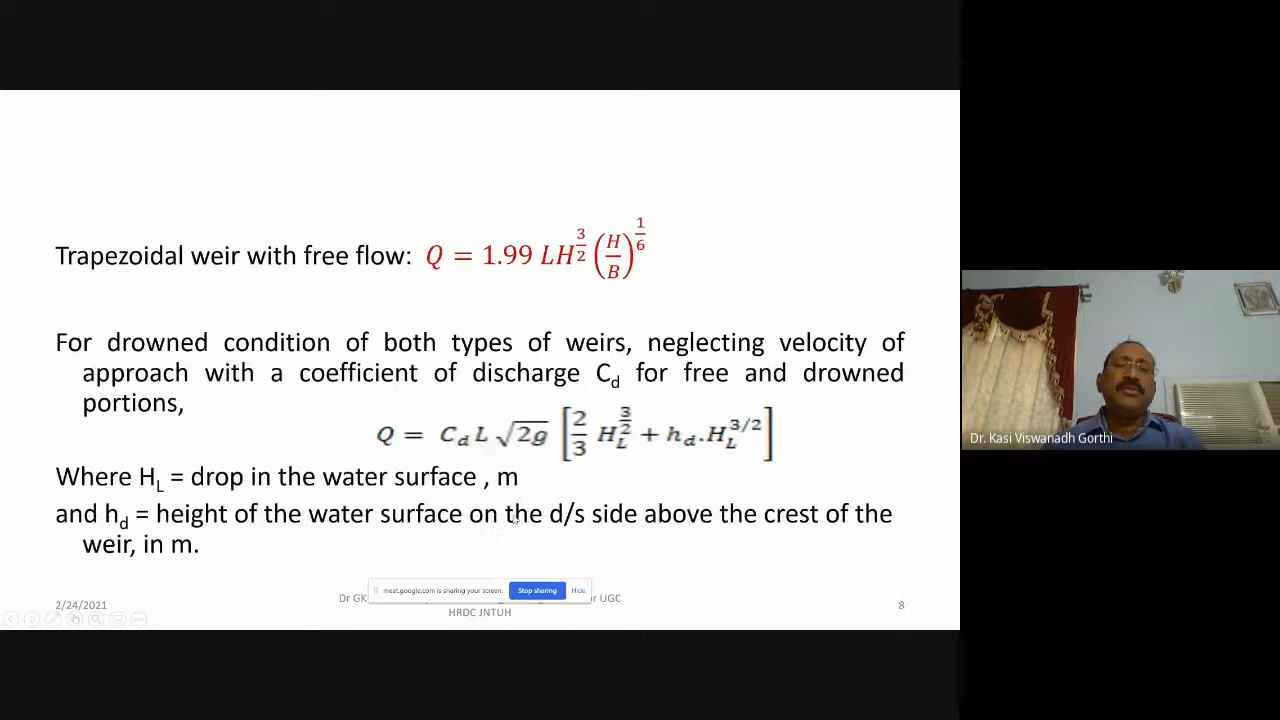 Trapezoidal weir with free flow: Q = 1.99 LH^{3/2} (H/B)^{1/6}
For drowned condition of both types of weirs, neglecting velocity of
approach with a coefficient of discharge C_d for free and drowned
portions,
Q = C_d L √2g [2/3 H_L^{3/2} + h_d.H_L^{3/2}]
Where H_L = drop in the water surface , m
and h_d = height of the water surface on the d/s side above the crest of the
weir, in m.
Dr. Kasi Viswanadh Gorthi
meet.google.com is sharing your screen. Stop sharing Hide
2/24/2021 Dr GK or UGC 8
HRDC JNTUH